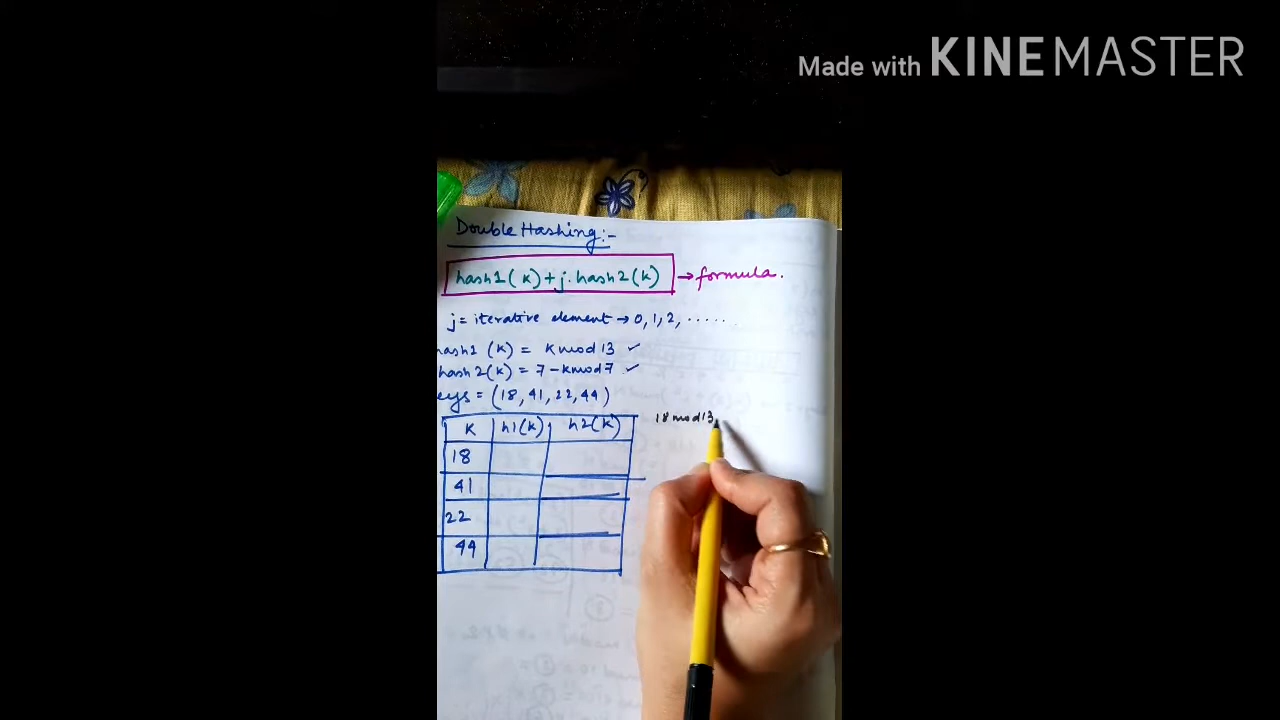 Made with KINEMASTER
Double Hashing:-
hash1(K)+j.hash2(K) → formula.
j = iterative element → 0, 1, 2, ......
hash1 (K) = K mod 13 ✓
hash2(K) = 7 - K mod 7 ✓
eys = (18, 41, 22, 44)
K h1(K) h2(K) 18 mod 13
18
41
22
44